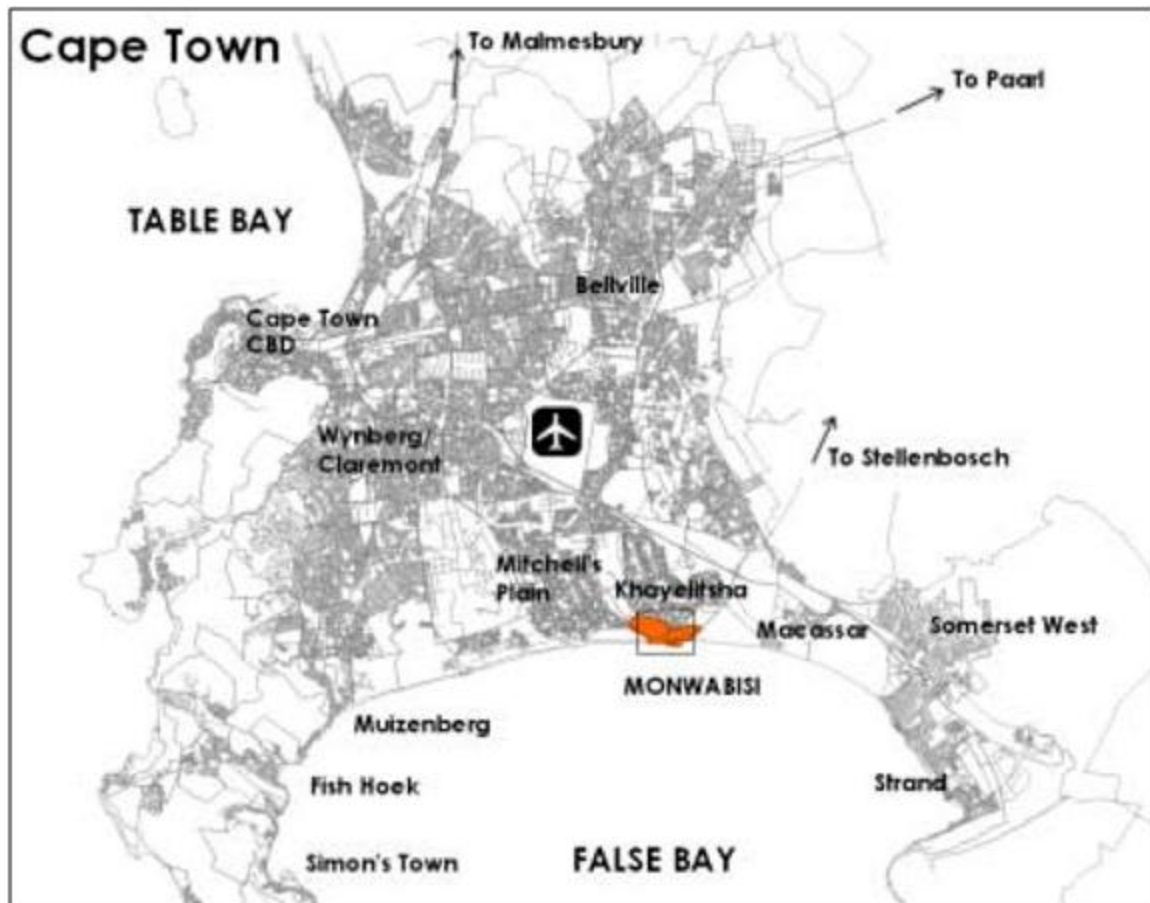 Cape Town
To Malmesbury
To Paarl
TABLE BAY
Bellville
Cape Town
CBD
Wynberg/
Claremont
To Stellenbosch
Mitchell's
Plain
Khayelitsha
Macassar
Somerset West
MONWABISI
Muizenberg
Fish Hoek
Strand
Simon's Town
FALSE BAY